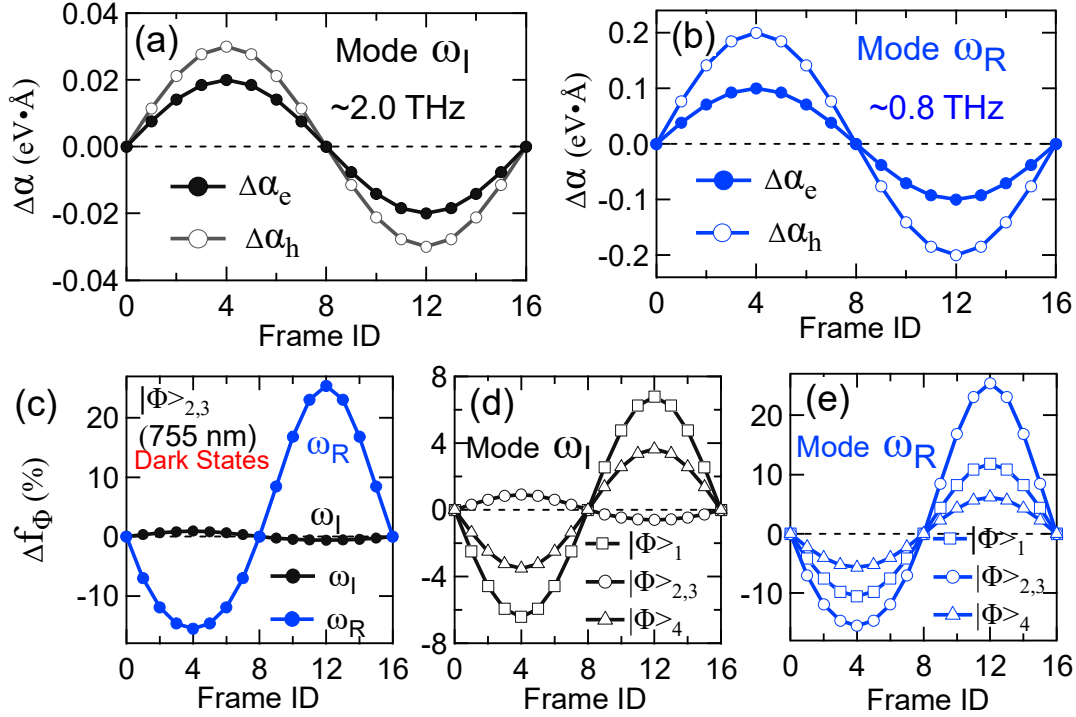 (a)
Mode ωI
~2.0 THz
Δα (eV•Å)
0.04
0.02
0.00
-0.02
-0.04
Δαe
Δαh
0 4 8 12 16
Frame ID
(b)
Mode ωR
~0.8 THz
Δα (eV•Å)
0.2
0.1
0.0
-0.1
-0.2
Δαe
Δαh
0 4 8 12 16
Frame ID
(c)
|Φ>2,3
(755 nm)
Dark States
ωR
ωI
ΔfΦ (%)
20
10
0
-10
ωI
ωR
0 4 8 12 16
Frame ID
(d)
Mode ωI
8
4
0
-4
8
|Φ>1
|Φ>2,3
|Φ>4
0 4 8 12 16
Frame ID
(e)
Mode ωR
20
10
0
-10
|Φ>1
|Φ>2,3
|Φ>4
0 4 8 12 16
Frame ID